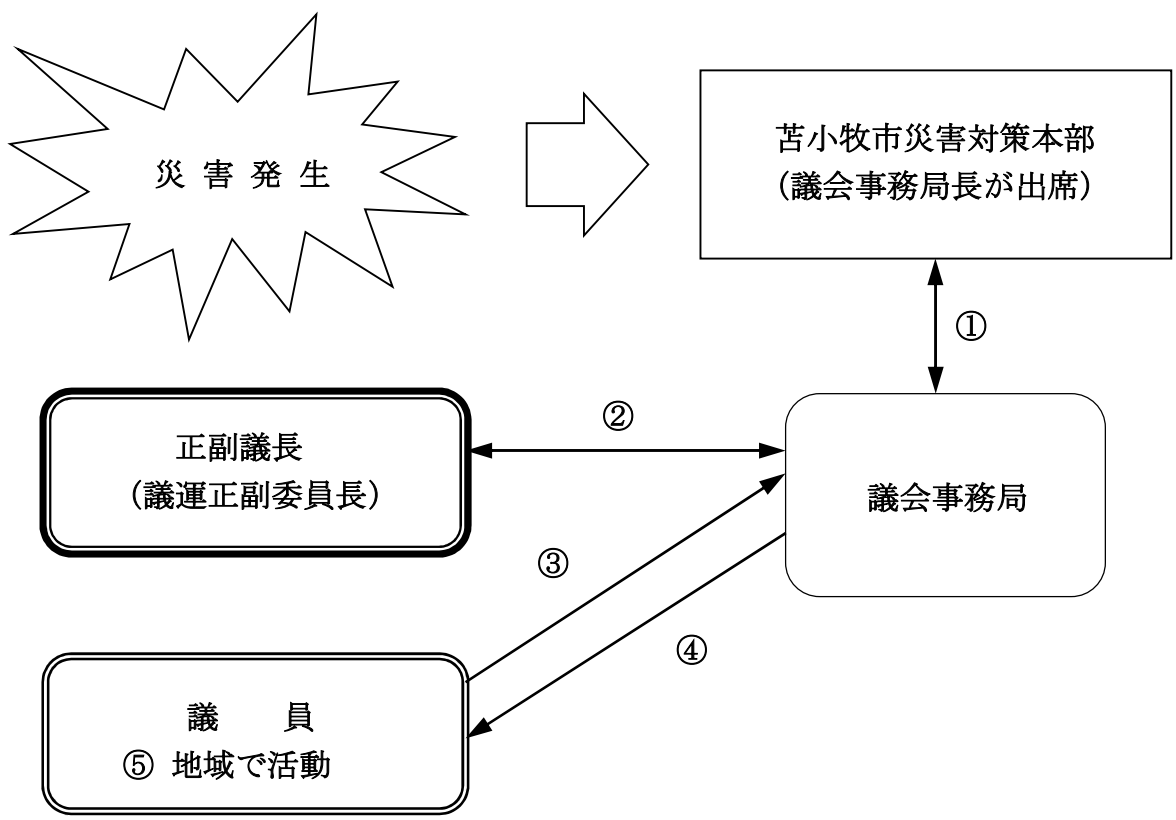 災害発生
苫小牧市災害対策本部
（議会事務局長が出席）
①
正副議長
（議運正副委員長）
②
議会事務局
③
④
議　　員
⑤ 地域で活動